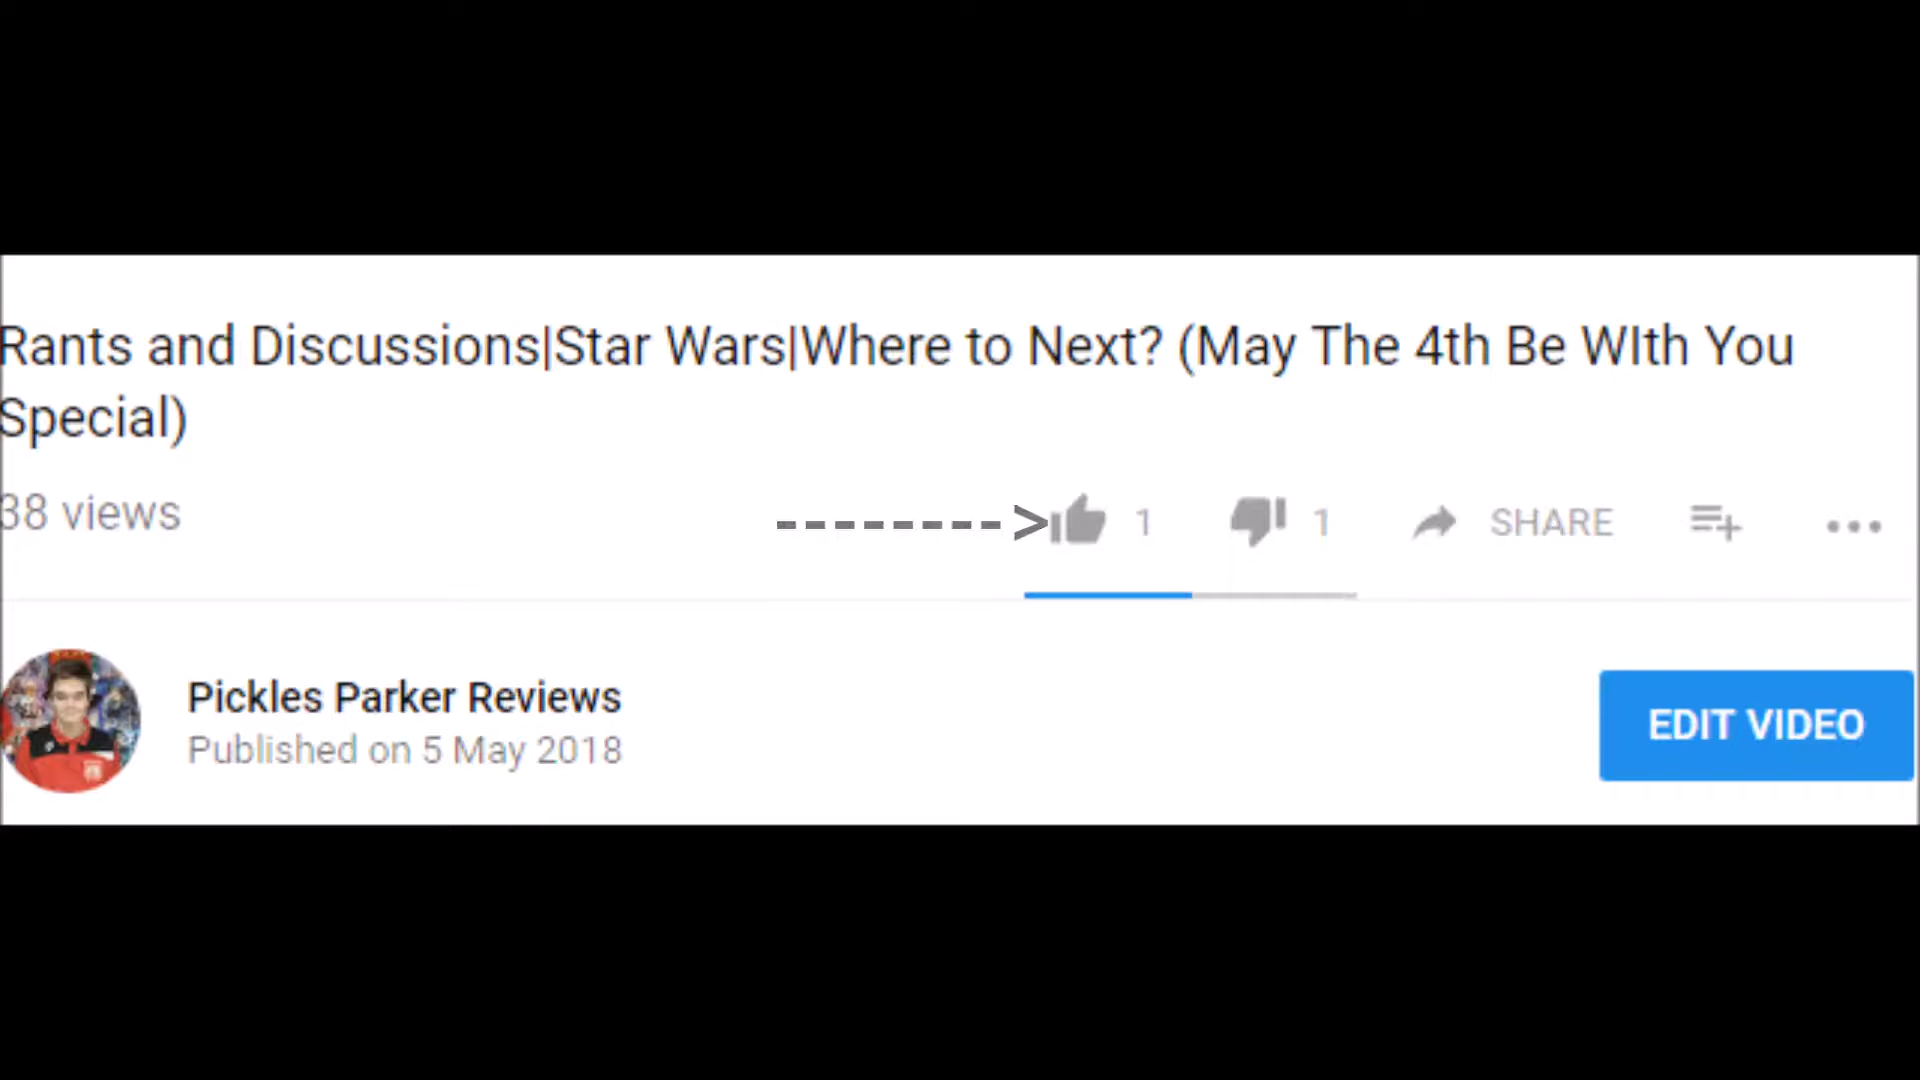 Rants and Discussions|Star Wars|Where to Next? (May The 4th Be WIth You
Special)
38 views
--------> 1 1 SHARE
Pickles Parker Reviews
Published on 5 May 2018
EDIT VIDEO